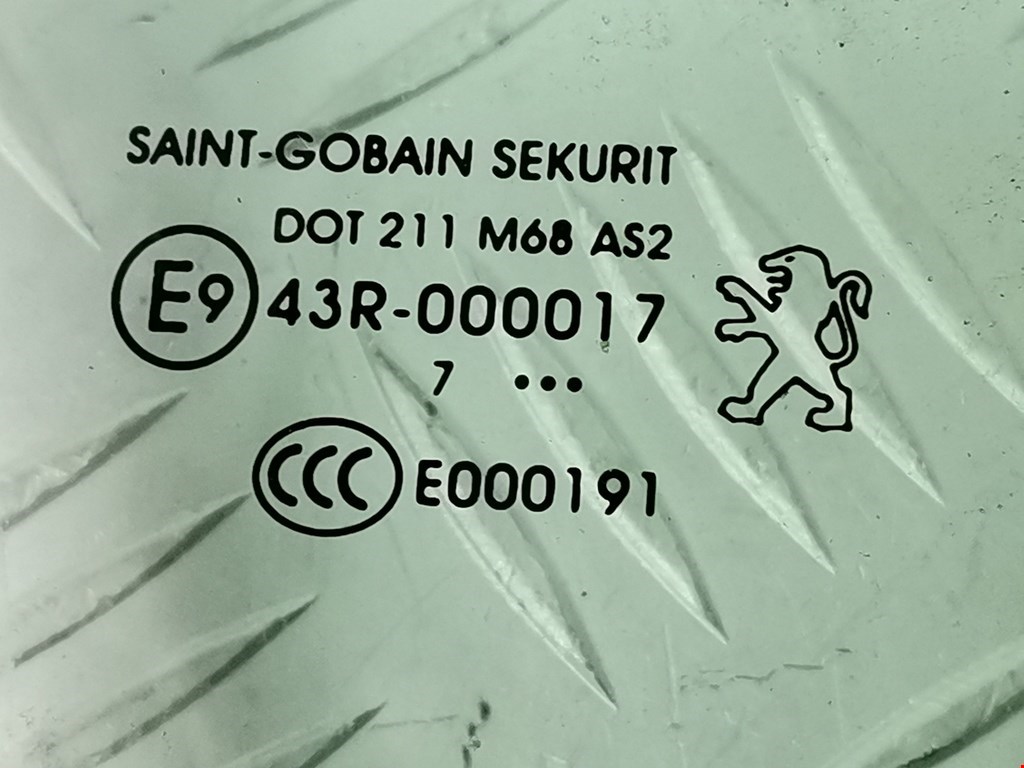 SAINT-GOBAIN SEKURIT
DOT 211 M68 AS2
E9 43R-000017
7 •••
CCC E000191